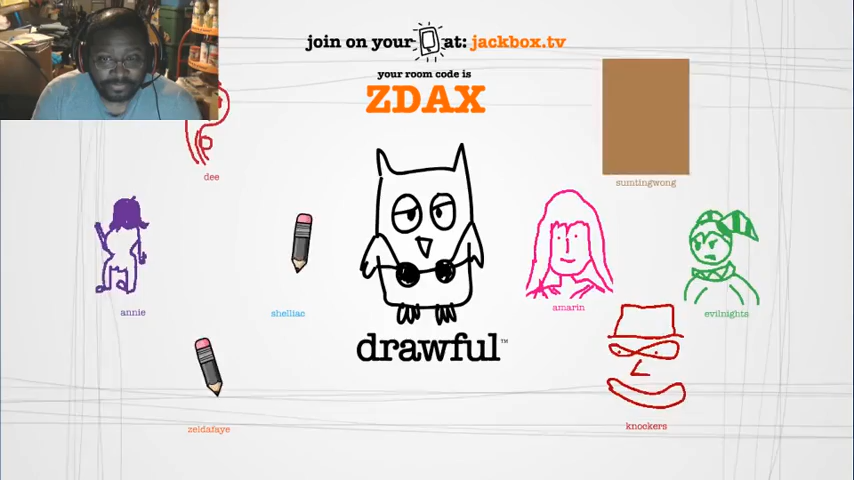 join on your at: jackbox.tv
your room code is
ZDAX
sumtingwong
dee
annie
shelliac
amarin
evilnights
drawful™
zeldafaye
knockers